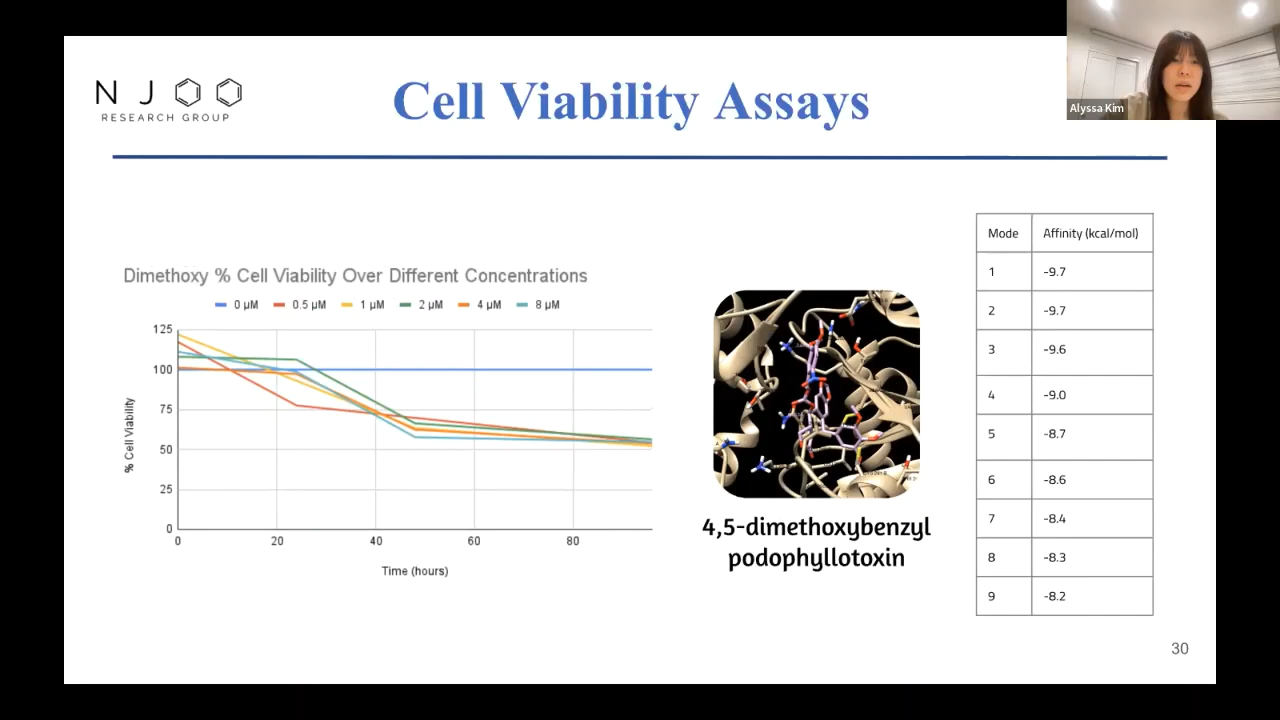 N J
RESEARCH GROUP
Cell Viability Assays
Alyssa Kim
Dimethoxy % Cell Viability Over Different Concentrations
0 μM 0.5 μM 1 μM 2 μM 4 μM 8 μM
125
100
75
50
25
0
% Cell Viability
0 20 40 60 80
Time (hours)
4,5-dimethoxybenzyl
podophyllotoxin
Mode Affinity (kcal/mol)
1 -9.7
2 -9.7
3 -9.6
4 -9.0
5 -8.7
6 -8.6
7 -8.4
8 -8.3
9 -8.2
30